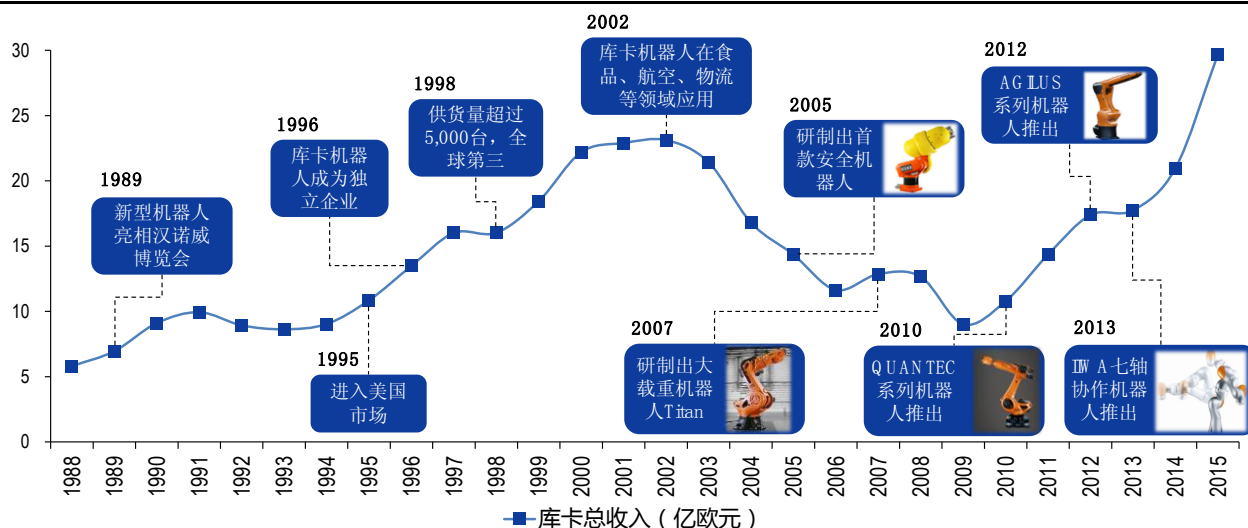 30
25
20
15
10
5
0
1989
新型机器人
亮相汉诺威
博览会
1995
进入美国
市场
1996
库卡机器
人成为独
立企业
1998
供货量超过
5,000台，全
球第三
2002
库卡机器人在食
品、航空、物流
等领域应用
2005
研制出首
款安全机
器人
2007
研制出大
载重机器
人Titan
2010
QUANTEC
系列机器
人推出
2012
AGILUS
系列机器
人推出
2013
IIWA七轴
协作机器
人推出
1988
1989
1990
1991
1992
1993
1994
1995
1996
1997
1998
1999
2000
2001
2002
2003
2004
2005
2006
2007
2008
2009
2010
2011
2012
2013
2014
2015
库卡总收入（亿欧元）